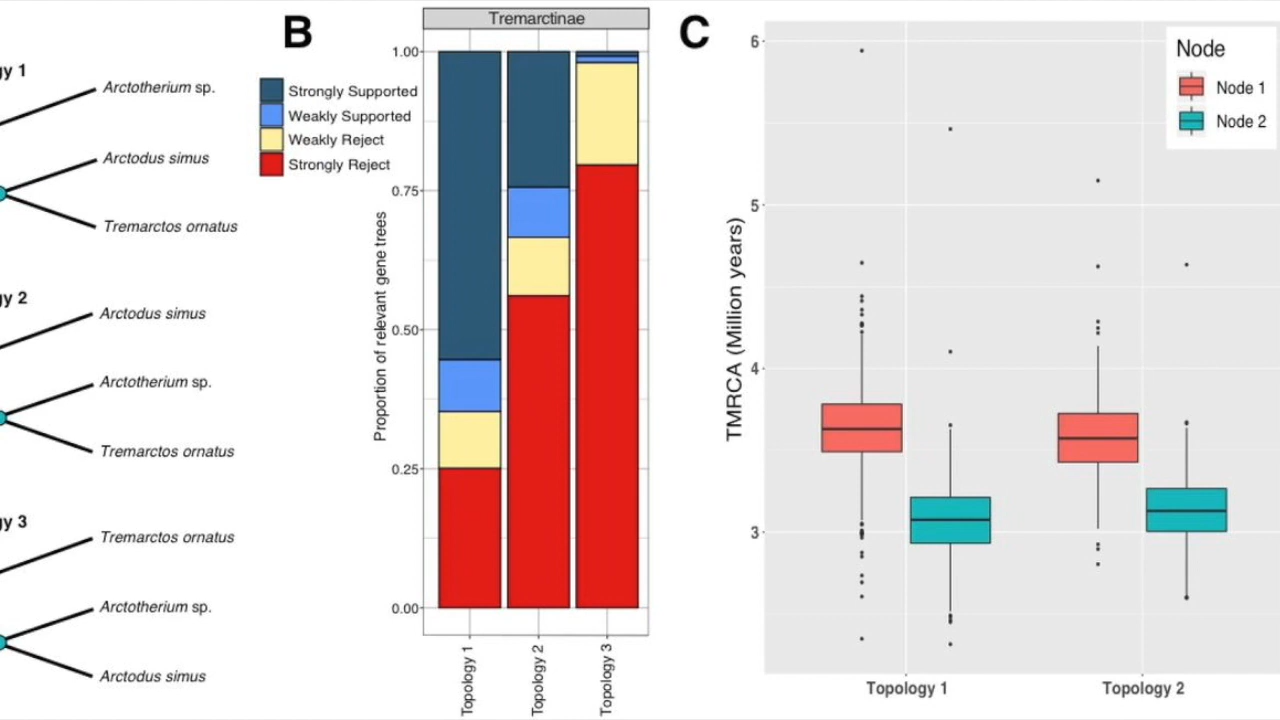 gy 1
Arctotherium sp.
Arctodus simus
Tremarctos ornatus
gy 2
Arctodus simus
Arctotherium sp.
Tremarctos ornatus
gy 3
Tremarctos ornatus
Arctotherium sp.
Arctodus simus
B
Tremarctinae
Strongly Supported
Weakly Supported
Weakly Reject
Strongly Reject
Proportion of relevant gene trees
1.00
0.75
0.50
0.25
0.00
Topology 1
Topology 2
Topology 3
C
Node
Node 1
Node 2
TMRCA (Million years)
6
5
4
3
Topology 1
Topology 2